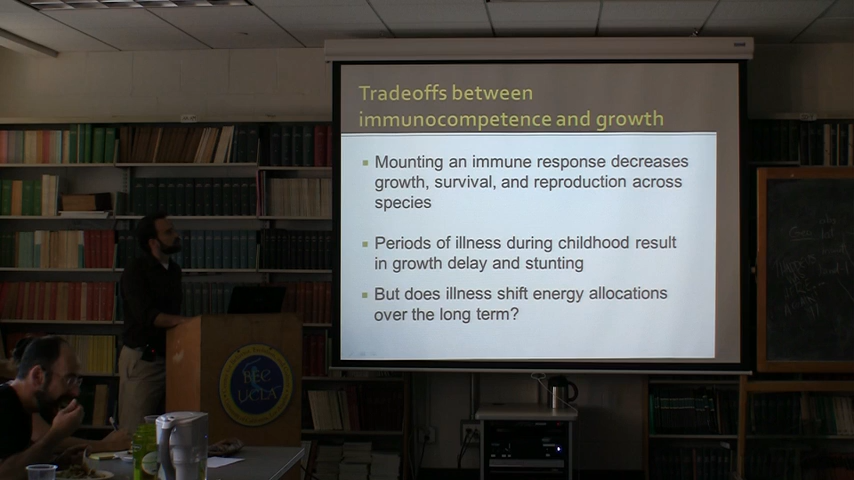 Tradeoffs between
immunocompetence and growth
Mounting an immune response decreases
growth, survival, and reproduction across
species
Periods of illness during childhood result
in growth delay and stunting
But does illness shift energy allocations
over the long term?
BEC
UCLA